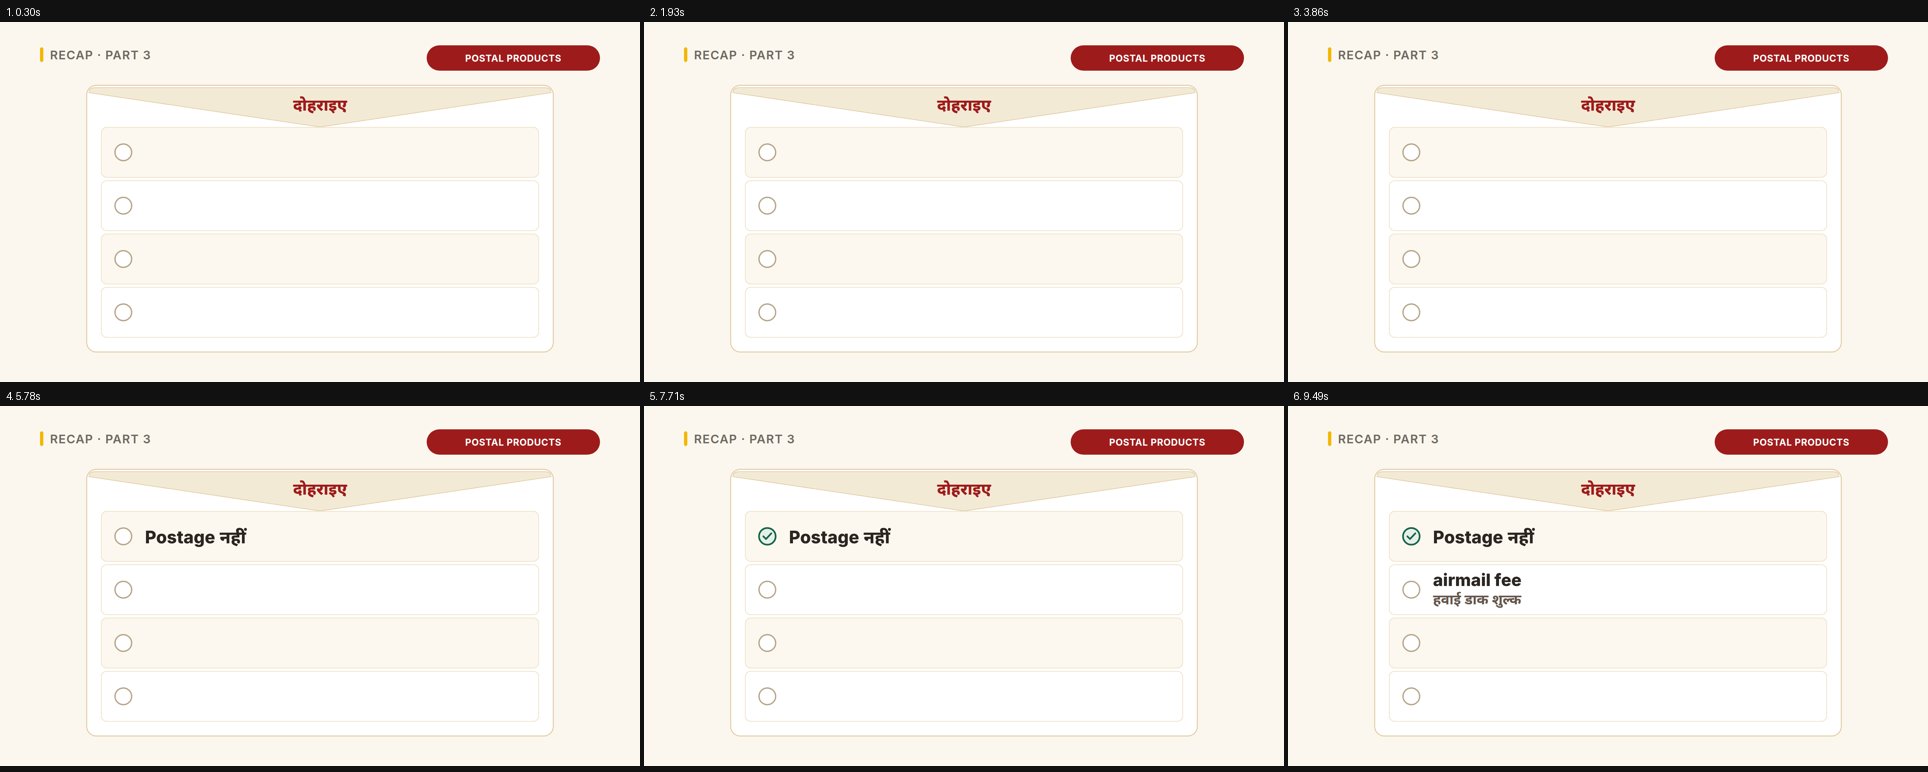 1. 0.30s
RECAP · PART 3
POSTAL PRODUCTS
दोहराइए
2. 1.93s
RECAP · PART 3
POSTAL PRODUCTS
दोहराइए
3. 3.86s
RECAP · PART 3
POSTAL PRODUCTS
दोहराइए
4. 5.78s
RECAP · PART 3
POSTAL PRODUCTS
दोहराइए
Postage नहीं
5. 7.71s
RECAP · PART 3
POSTAL PRODUCTS
दोहराइए
Postage नहीं
6. 9.49s
RECAP · PART 3
POSTAL PRODUCTS
दोहराइए
Postage नहीं
airmail fee
हवाई डाक शुल्क